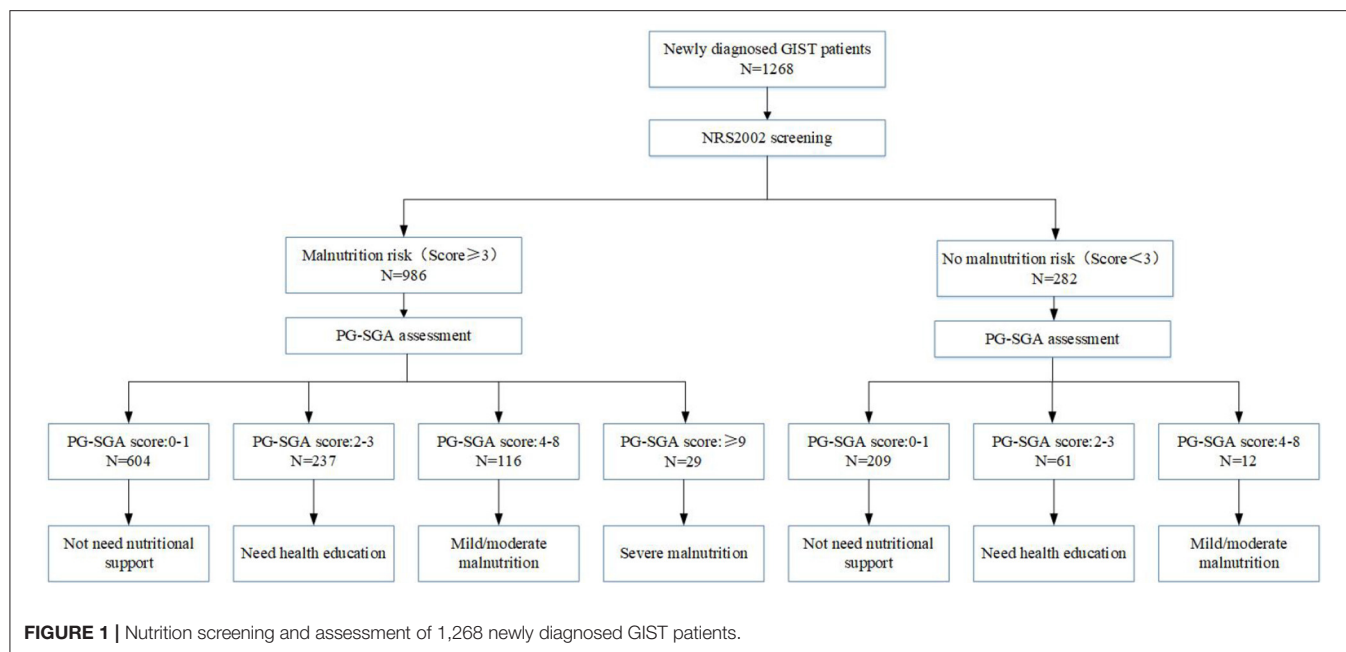 Newly diagnosed GIST patients
N=1268
NRS2002 screening
Malnutrition risk（Score≥3）
N=986
No malnutrition risk（Score＜3）
N=282
PG-SGA assessment
PG-SGA assessment
PG-SGA score:0-1
N=604
PG-SGA score:2-3
N=237
PG-SGA score:4-8
N=116
PG-SGA score:≥9
N=29
PG-SGA score:0-1
N=209
PG-SGA score:2-3
N=61
PG-SGA score:4-8
N=12
Not need nutritional
support
Need health education
Mild/moderate
malnutrition
Severe malnutrition
Not need nutritional
support
Need health education
Mild/moderate
malnutrition
FIGURE 1 | Nutrition screening and assessment of 1,268 newly diagnosed GIST patients.